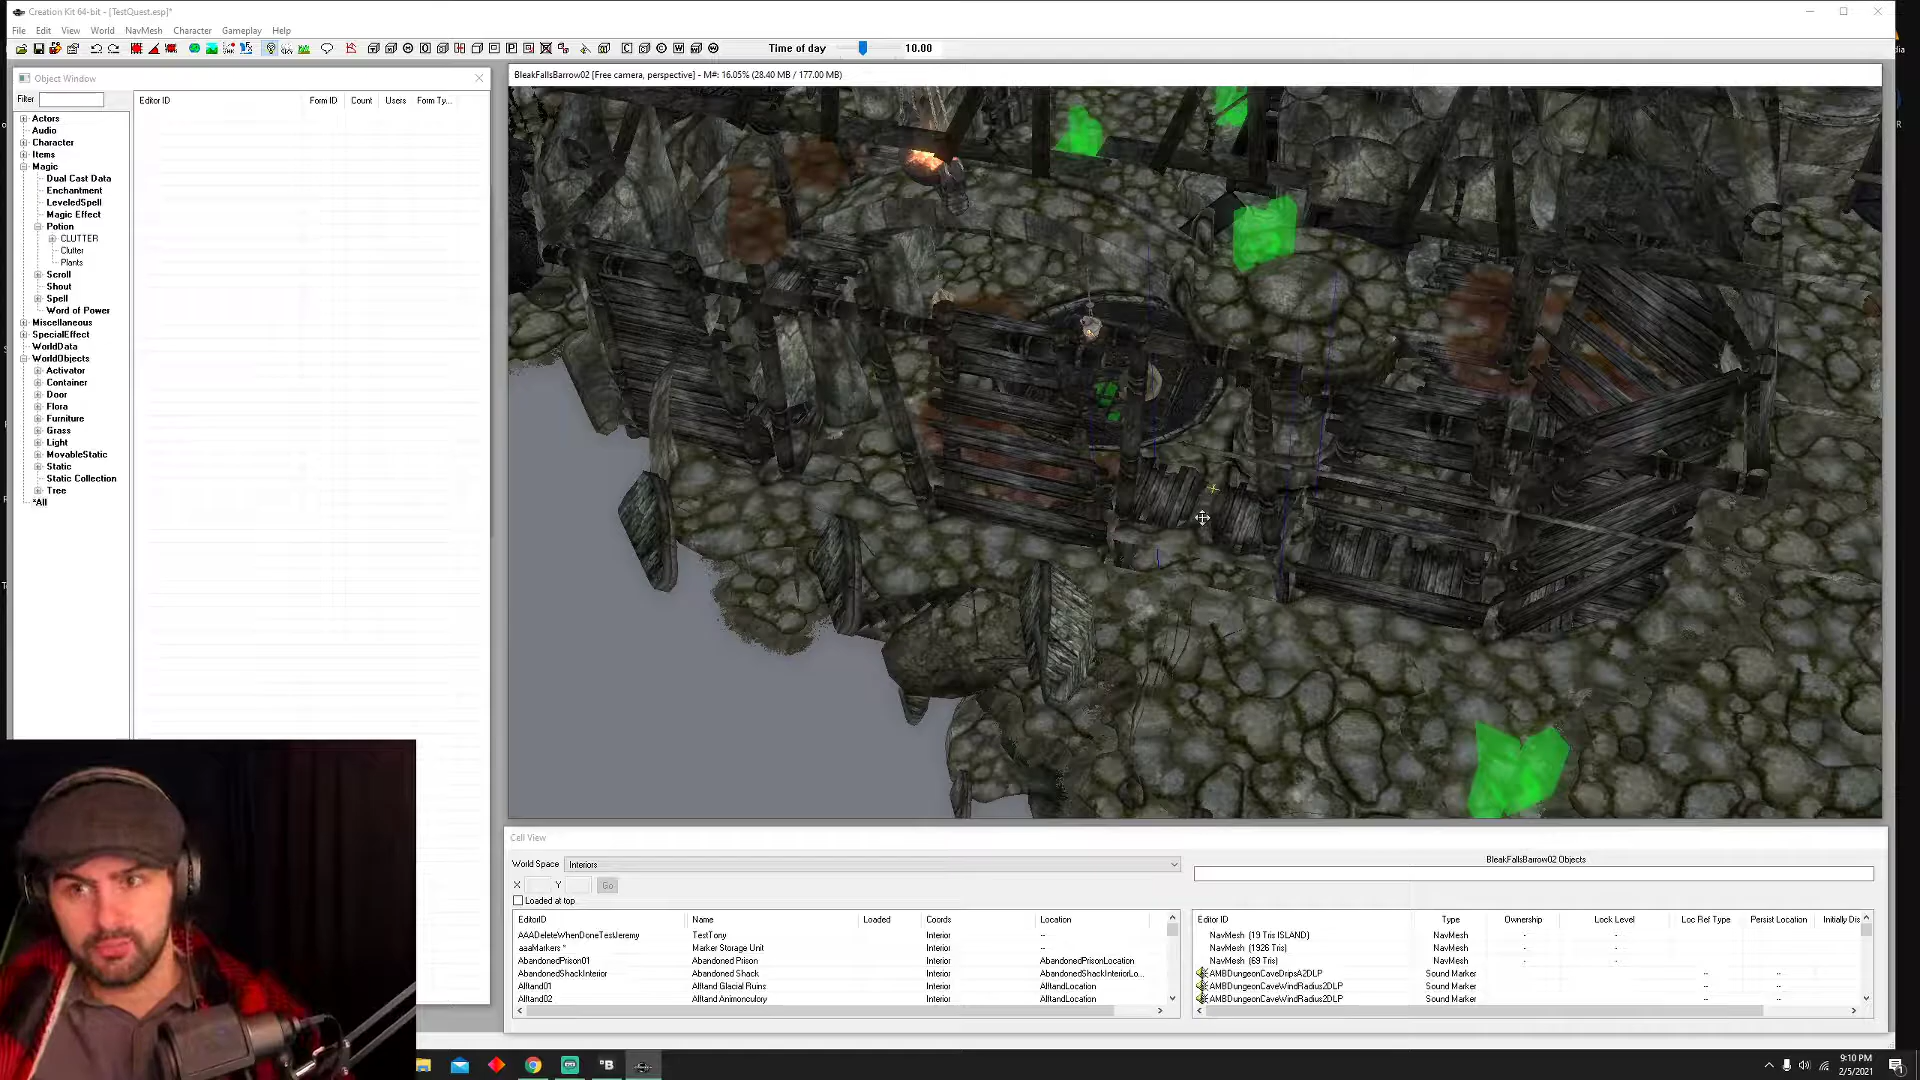 Creation Kit 64-bit - [TestQuest.esp]*
File Edit View World NavMesh Character Gameplay Help
Time of day 10.00
Object Window
Filter
Editor ID Form ID Count Users Form Ty...
Actors
Audio
Character
Items
Magic
Dual Cast Data
Enchantment
LeveledSpell
Magic Effect
Potion
CLUTTER
Clutter
Plants
Scroll
Shout
Spell
Word of Power
Miscellaneous
SpecialEffect
WorldData
WorldObjects
Activator
Container
Door
Flora
Furniture
Grass
Light
MovableStatic
Static
Static Collection
Tree
*All
BleakFallsBarrow02 [Free camera, perspective] - M#: 16.05% (28.40 MB / 177.00 MB)
Cell View
World Space Interiors
X Y Go
Loaded at top
EditorID Name Loaded Coords Location
AAADeleteWhenDoneTestJeremy TestTony Interior --
aaaMarkers * Marker Storage Unit Interior --
AbandonedPrison01 Abandoned Prison Interior AbandonedPrisonLocation
AbandonedShackInterior Abandoned Shack Interior AbandonedShackInteriorLo...
Alftand01 Alftand Glacial Ruins Interior AlftandLocation
Alftand02 Alftand Animonculory Interior AlftandLocation
BleakFallsBarrow02 Objects
Editor ID Type Ownership Lock Level Loc Ref Type Persist Location Initially Dis
NavMesh (19 Tris ISLAND) NavMesh - -
NavMesh (1926 Tris) NavMesh - -
NavMesh (69 Tris) NavMesh - -
AMBDungeonCaveDripsA2DLP Sound Marker -- --
AMBDungeonCaveWindRadius2DLP Sound Marker -- --
AMBDungeonCaveWindRadius2DLP Sound Marker -- --
9:10 PM
2/5/2021